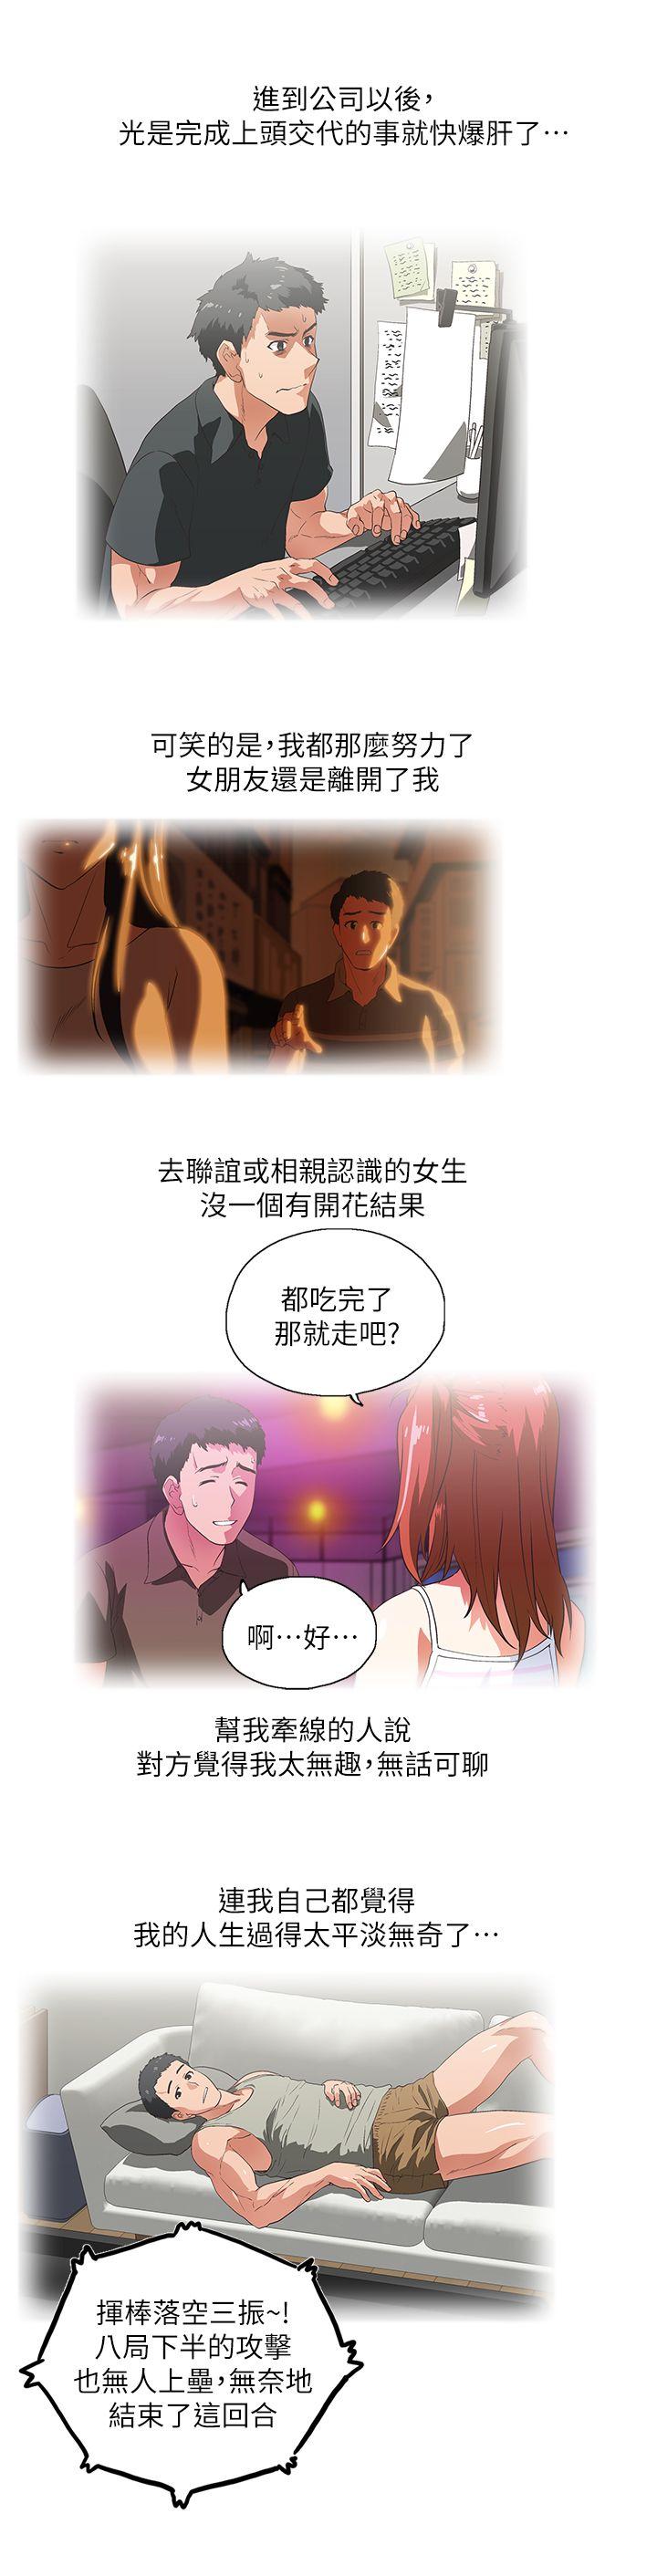 進到公司以後，
光是完成上頭交代的事就快爆肝了…
可笑的是，我都那麼努力了
女朋友還是離開了我
去聯誼或相親認識的女生
沒一個有開花結果
都吃完了
那就走吧？
啊…好…
幫我牽線的人說
對方覺得我太無趣，無話可聊
連我自己都覺得
我的人生過得太平淡無奇了…
揮棒落空三振~！
八局下半的攻擊
也無人上壘，無奈地
結束了這回合